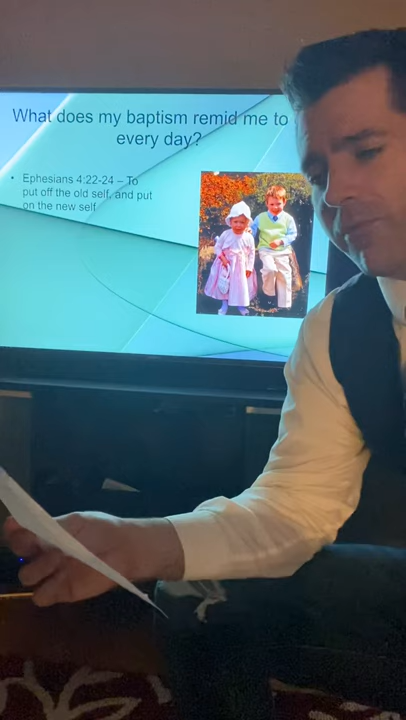 What does my baptism remid me to
every day?
• Ephesians 4:22-24 – To
put off the old self, and put
on the new self